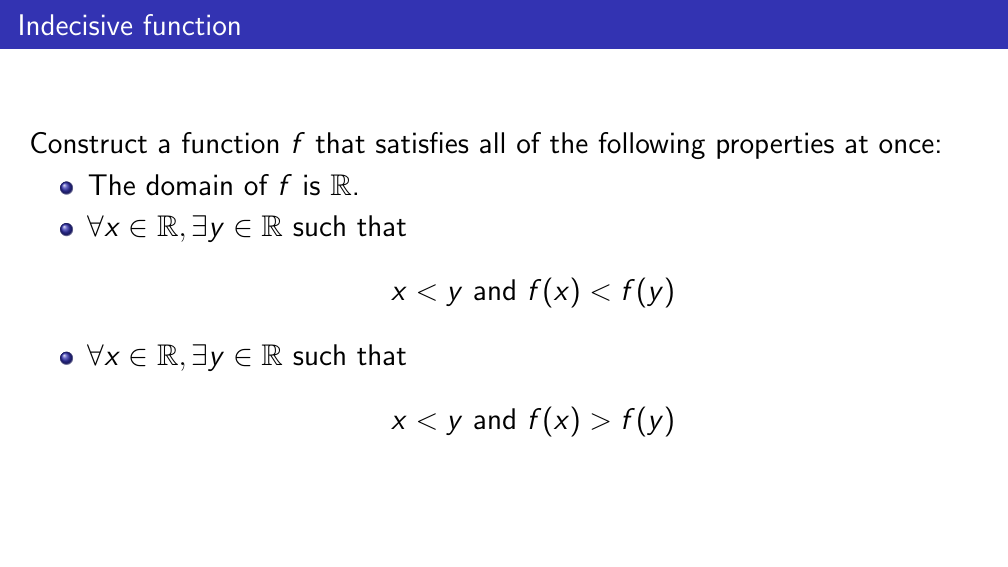 Indecisive function
Construct a function f that satisfies all of the following properties at once:
The domain of f is ℝ.
∀x ∈ ℝ, ∃y ∈ ℝ such that
x < y and f(x) < f(y)
∀x ∈ ℝ, ∃y ∈ ℝ such that
x < y and f(x) > f(y)